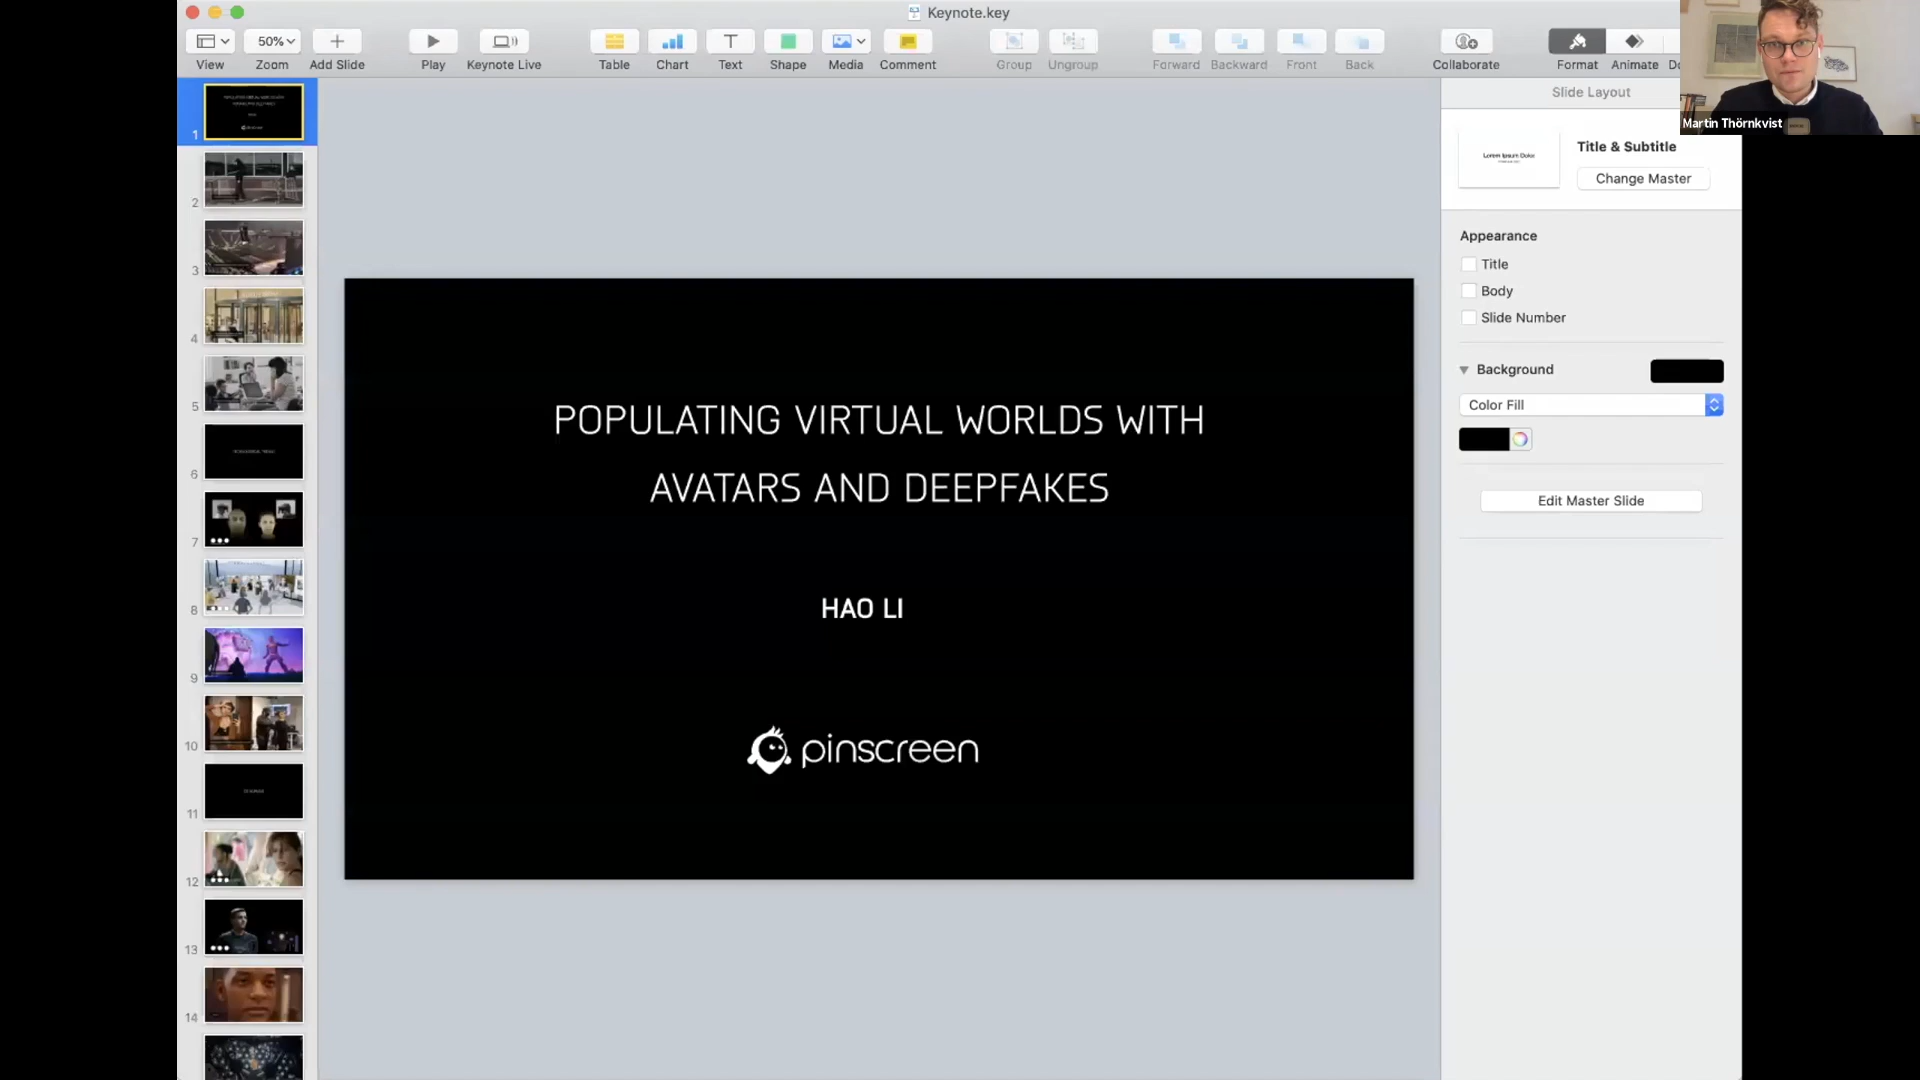 Keynote.key
50%
View
Zoom
Add Slide
Play
Keynote Live
Table
Chart
Text
Shape
Media
Comment
Group
Ungroup
Forward
Backward
Front
Back
Collaborate
Format
Animate
Martin Thörnkvist
Slide Layout
Lorem Ipsum Dolor
Title & Subtitle
Change Master
Appearance
Title
Body
Slide Number
Background
Color Fill
Edit Master Slide
1
2
3
4
5
6
7
8
9
10
11
12
13
14
POPULATING VIRTUAL WORLDS WITH
AVATARS AND DEEPFAKES
HAO LI
pinscreen